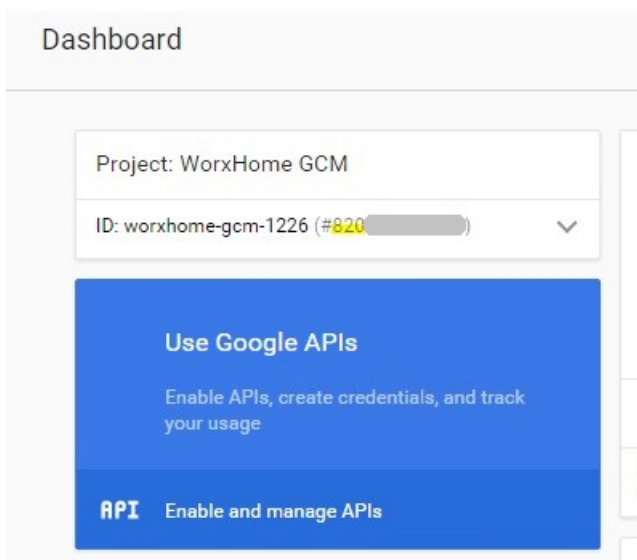 Dashboard
Project: WorxHome GCM
ID: worxhome-gcm-1226 (#820 )
Use Google APIs
Enable APIs, create credentials, and track
your usage
API Enable and manage APIs